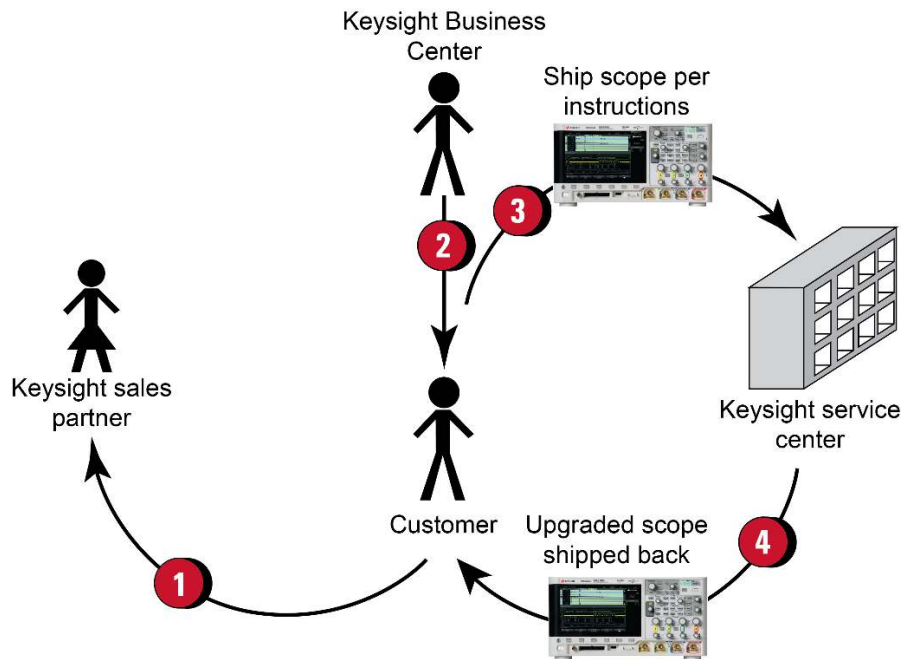 Keysight Business
Center
Ship scope per
instructions
3
2
Keysight sales
partner
Keysight service
center
Customer
Upgraded scope
shipped back
4
1